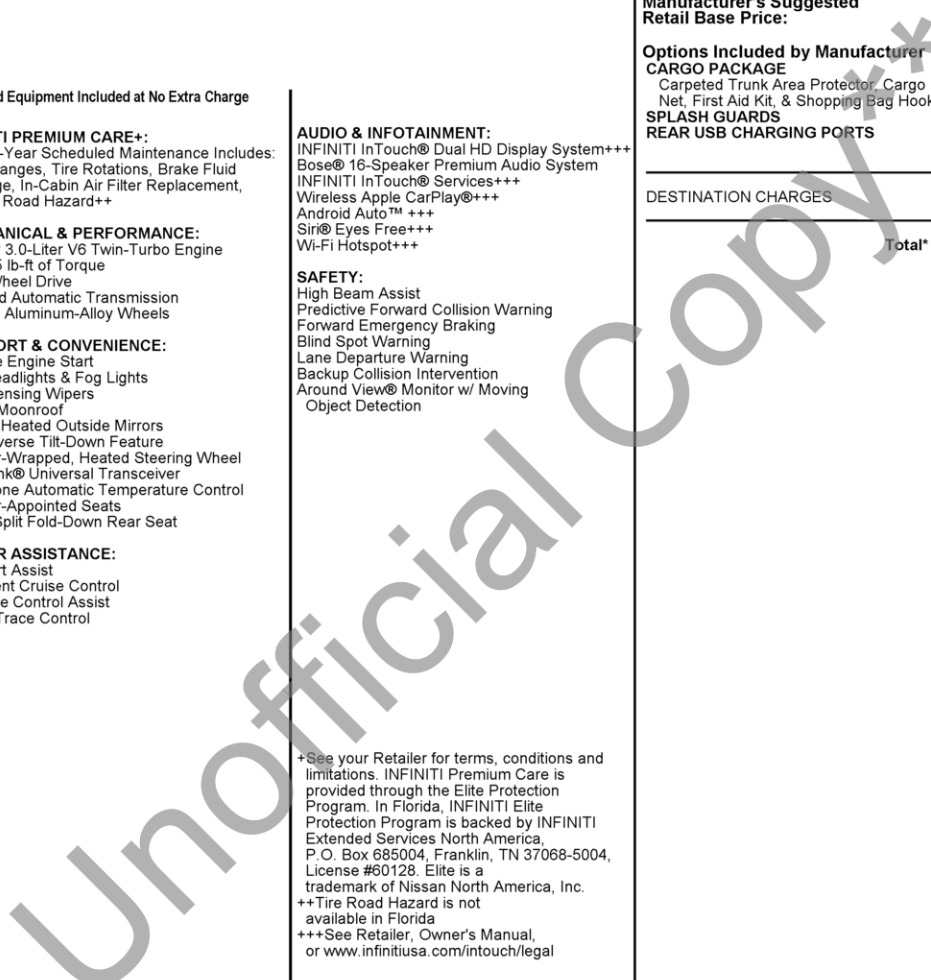 d Equipment Included at No Extra Charge
TI PREMIUM CARE+:
-Year Scheduled Maintenance Includes:
anges, Tire Rotations, Brake Fluid
ge, In-Cabin Air Filter Replacement,
Road Hazard++
ANICAL & PERFORMANCE:
3.0-Liter V6 Twin-Turbo Engine
lb-ft of Torque
Wheel Drive
d Automatic Transmission
Aluminum-Alloy Wheels
ORT & CONVENIENCE:
e Engine Start
eadlights & Fog Lights
ensing Wipers
Moonroof
Heated Outside Mirrors
verse Tilt-Down Feature
r-Wrapped, Heated Steering Wheel
nk® Universal Transceiver
one Automatic Temperature Control
r-Appointed Seats
Split Fold-Down Rear Seat
R ASSISTANCE:
rt Assist
ent Cruise Control
e Control Assist
Trace Control
AUDIO & INFOTAINMENT:
INFINITI InTouch® Dual HD Display System+++
Bose® 16-Speaker Premium Audio System
INFINITI InTouch® Services+++
Wireless Apple CarPlay®+++
Android Auto™ +++
Siri® Eyes Free+++
Wi-Fi Hotspot+++
SAFETY:
High Beam Assist
Predictive Forward Collision Warning
Forward Emergency Braking
Blind Spot Warning
Lane Departure Warning
Backup Collision Intervention
Around View® Monitor w/ Moving
Object Detection
+See your Retailer for terms, conditions and
limitations. INFINITI Premium Care is
provided through the Elite Protection
Program. In Florida, INFINITI Elite
Protection Program is backed by INFINITI
Extended Services North America,
P.O. Box 685004, Franklin, TN 37068-5004,
License #60128. Elite is a
trademark of Nissan North America, Inc.
++Tire Road Hazard is not
available in Florida
+++See Retailer, Owner's Manual,
or www.infinitiusa.com/intouch/legal
Manufacturer's Suggested
Retail Base Price:
Options Included by Manufacturer
CARGO PACKAGE
Carpeted Trunk Area Protector, Cargo
Net, First Aid Kit, & Shopping Bag Hook
SPLASH GUARDS
REAR USB CHARGING PORTS
DESTINATION CHARGES
Total*
Unofficial Copy **